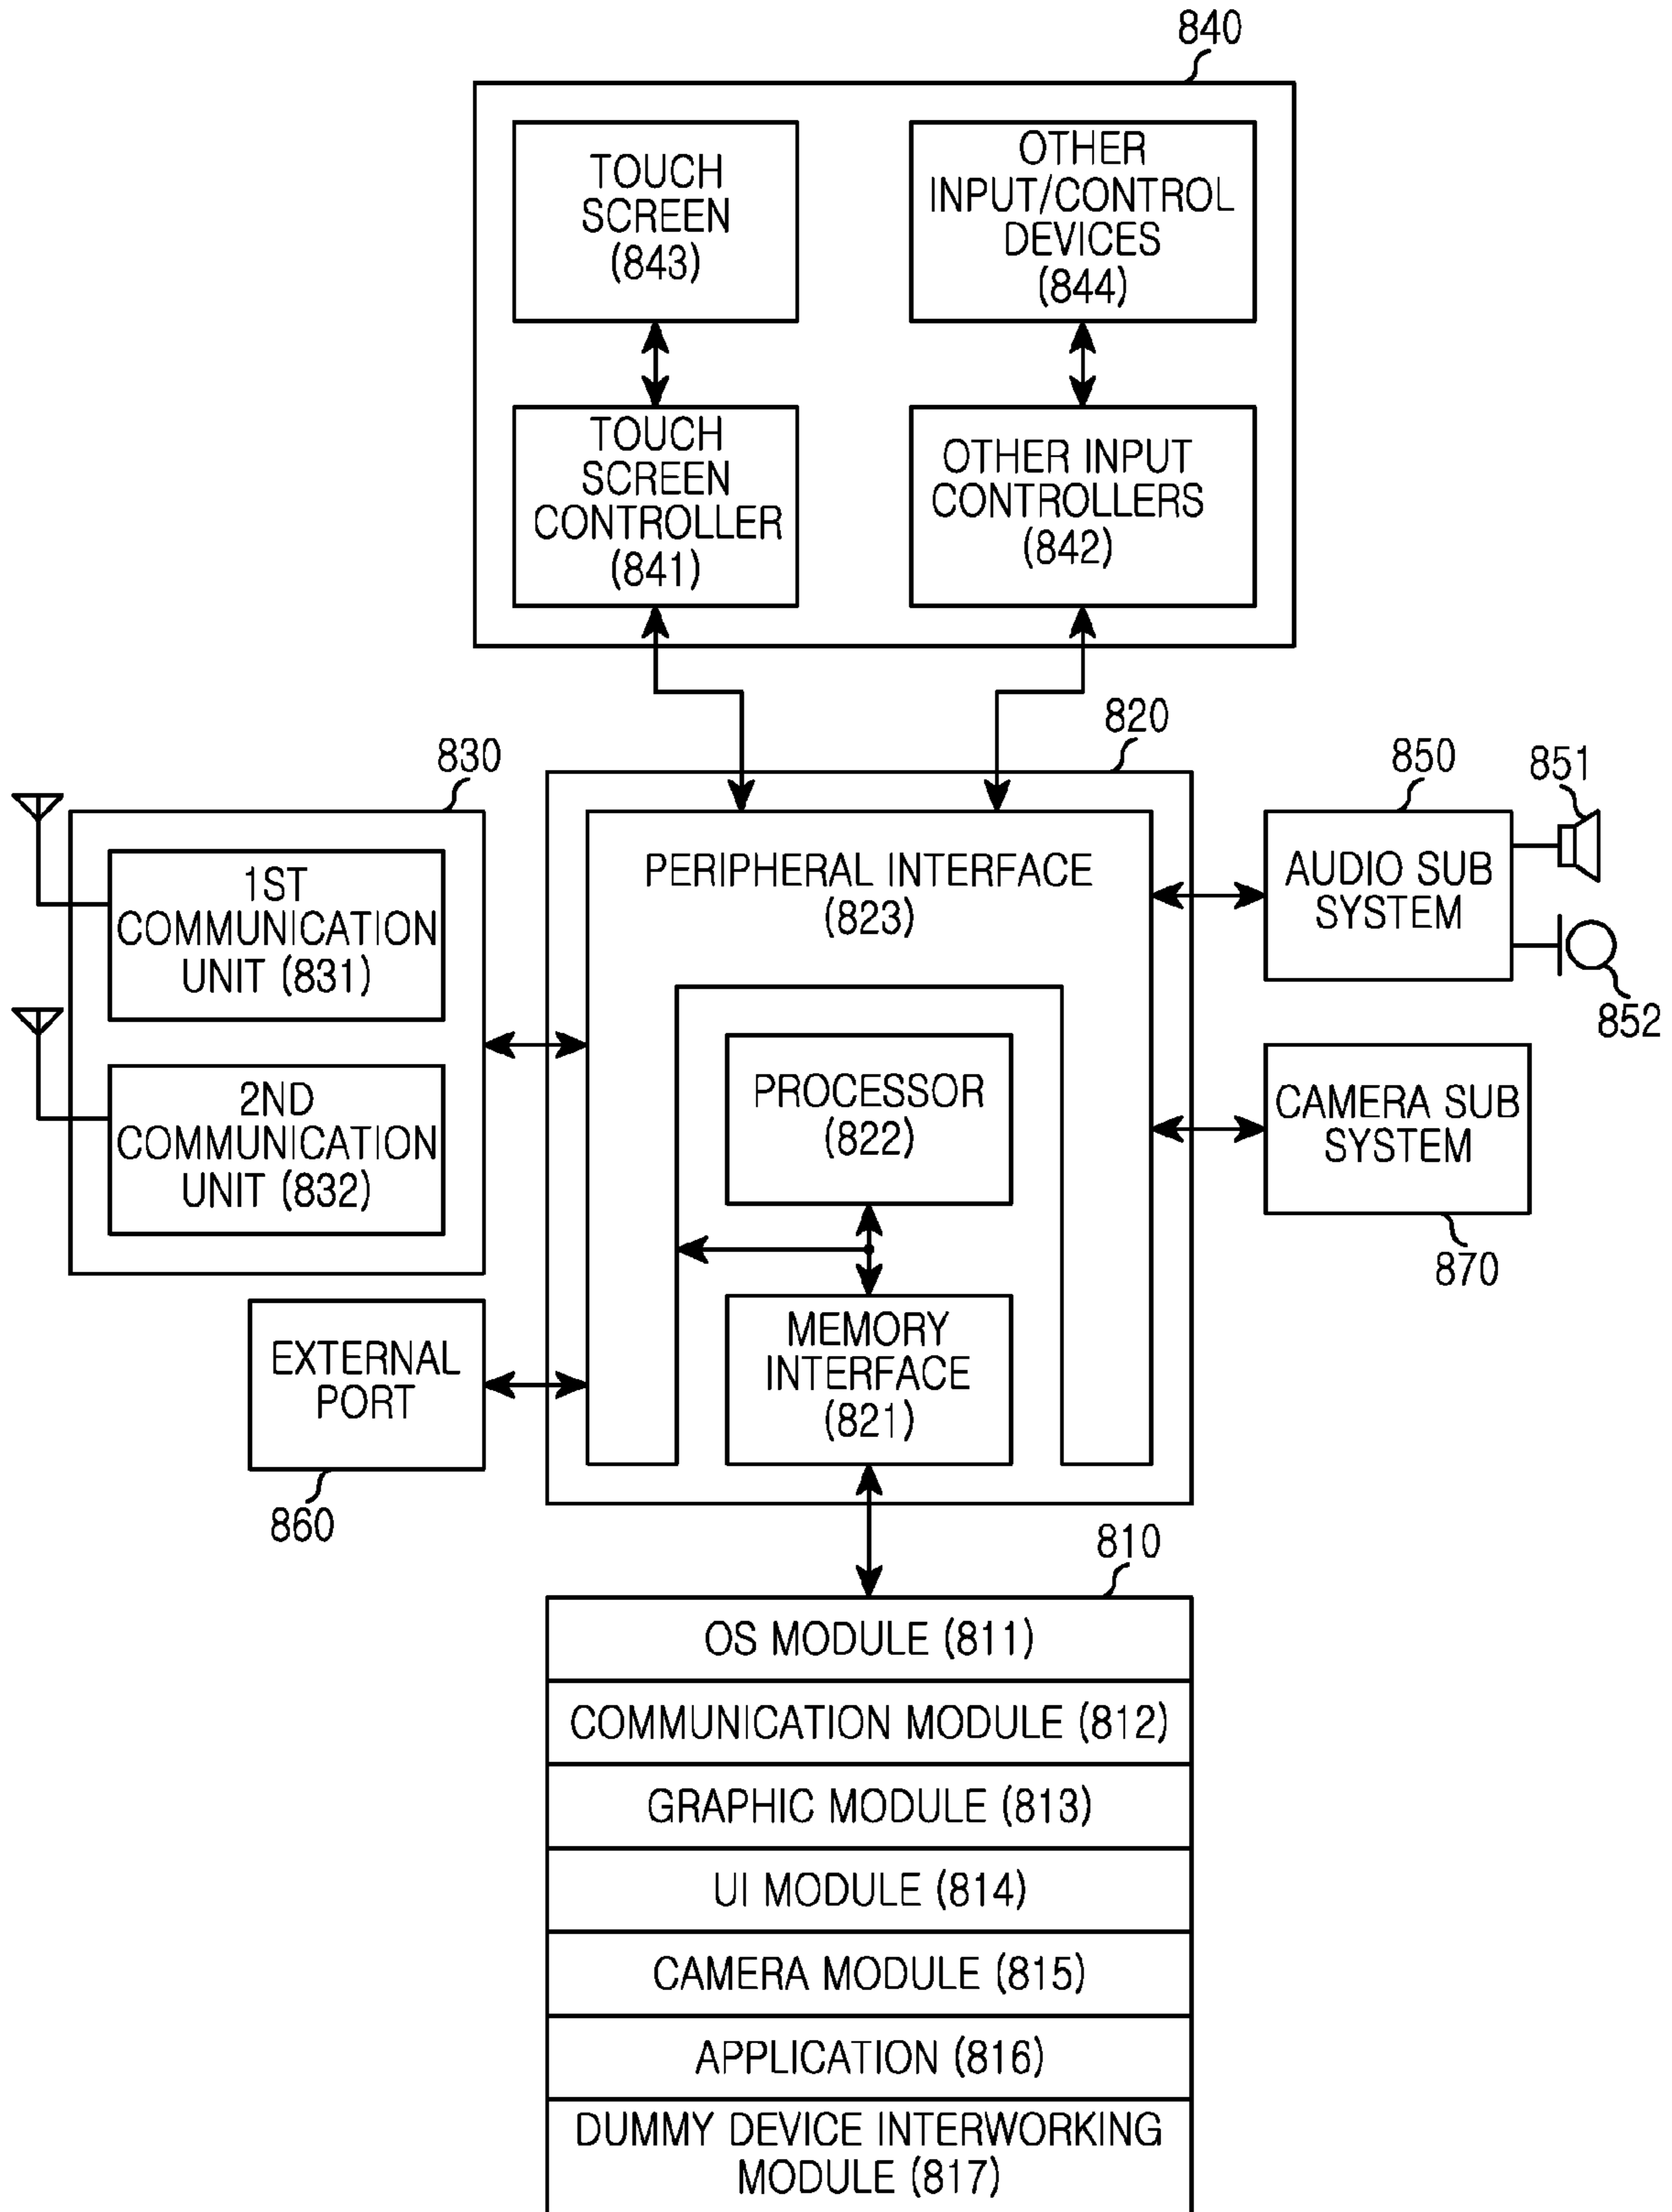 840
TOUCH
SCREEN
(843)
OTHER
INPUT/CONTROL
DEVICES
(844)
TOUCH
SCREEN
CONTROLLER
(841)
OTHER INPUT
CONTROLLERS
(842)
820
830
850
851
1ST
COMMUNICATION
UNIT (831)
PERIPHERAL INTERFACE
(823)
AUDIO SUB
SYSTEM
852
2ND
COMMUNICATION
UNIT (832)
PROCESSOR
(822)
CAMERA SUB
SYSTEM
870
EXTERNAL
PORT
860
MEMORY
INTERFACE
(821)
810
OS MODULE (811)
COMMUNICATION MODULE (812)
GRAPHIC MODULE (813)
UI MODULE (814)
CAMERA MODULE (815)
APPLICATION (816)
DUMMY DEVICE INTERWORKING
MODULE (817)